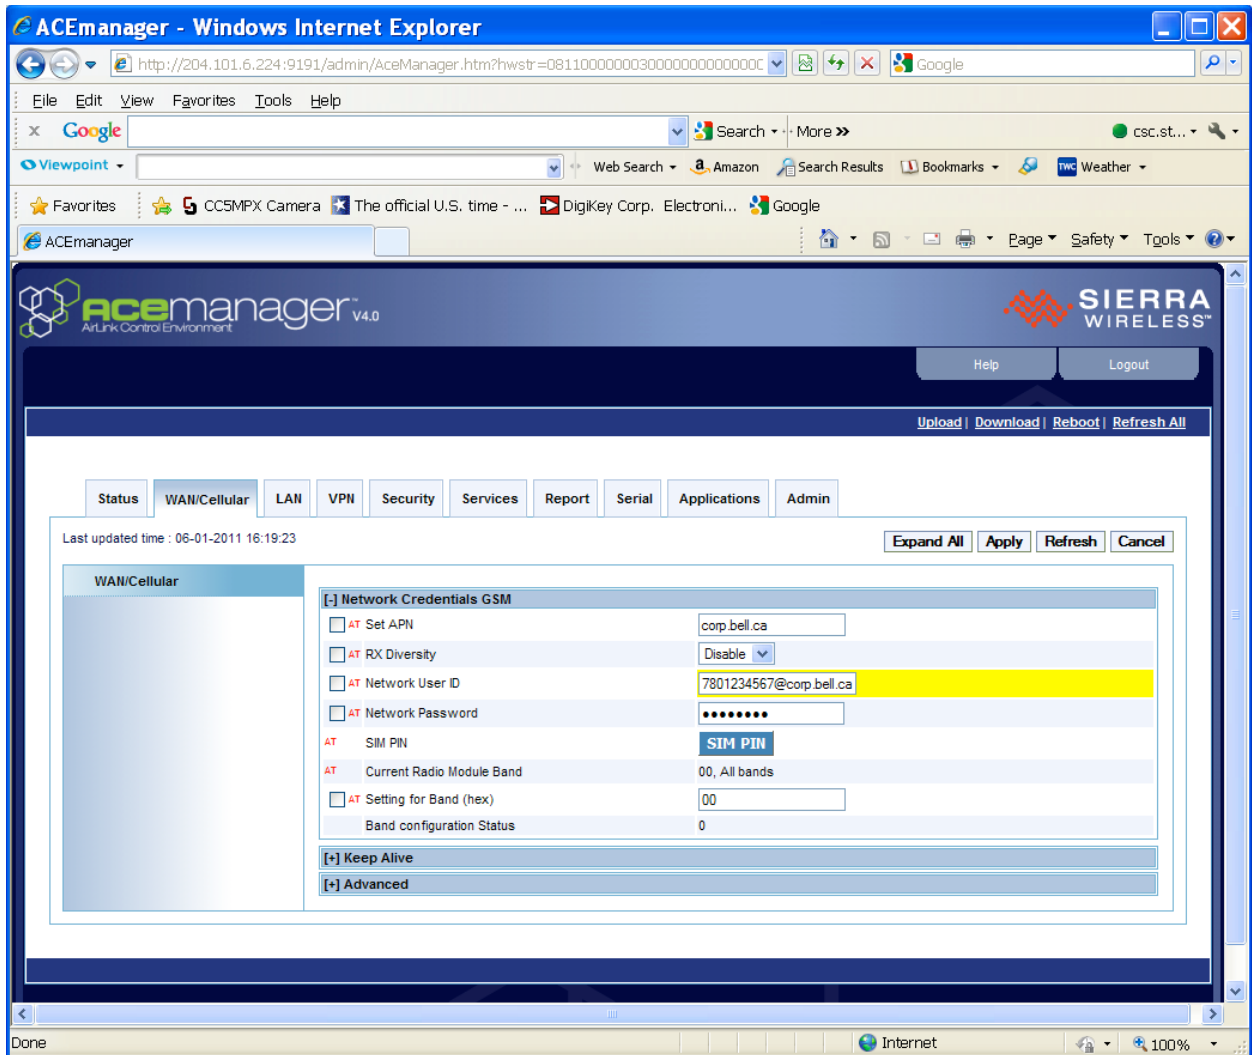 ACEmanager - Windows Internet Explorer
http://204.101.6.224:9191/admin/AceManager.htm?hwstr=
Google
File Edit View Favorites Tools Help
x Google Search More >> csc.st...
Viewpoint Web Search a Amazon Search Results Bookmarks TWC Weather
Favorites CC5MPX Camera The official U.S. time - ... DigiKey Corp. Electroni... Google
ACEmanager Page Safety Tools
acemanager™ V4.0
AirLink Control Environment
SIERRA
WIRELESS™
Help Logout
Upload | Download | Reboot | Refresh All
Status WAN/Cellular LAN VPN Security Services Report Serial Applications Admin
Last updated time : 06-01-2011 16:19:23
Expand All Apply Refresh Cancel
WAN/Cellular
[-] Network Credentials GSM
AT Set APN corp.bell.ca
AT RX Diversity Disable
AT Network User ID 7801234567@corp.bell.ca
AT Network Password ••••••••
AT SIM PIN SIM PIN
AT Current Radio Module Band 00, All bands
AT Setting for Band (hex) 00
Band configuration Status 0
[+] Keep Alive
[+] Advanced
Done Internet 100%